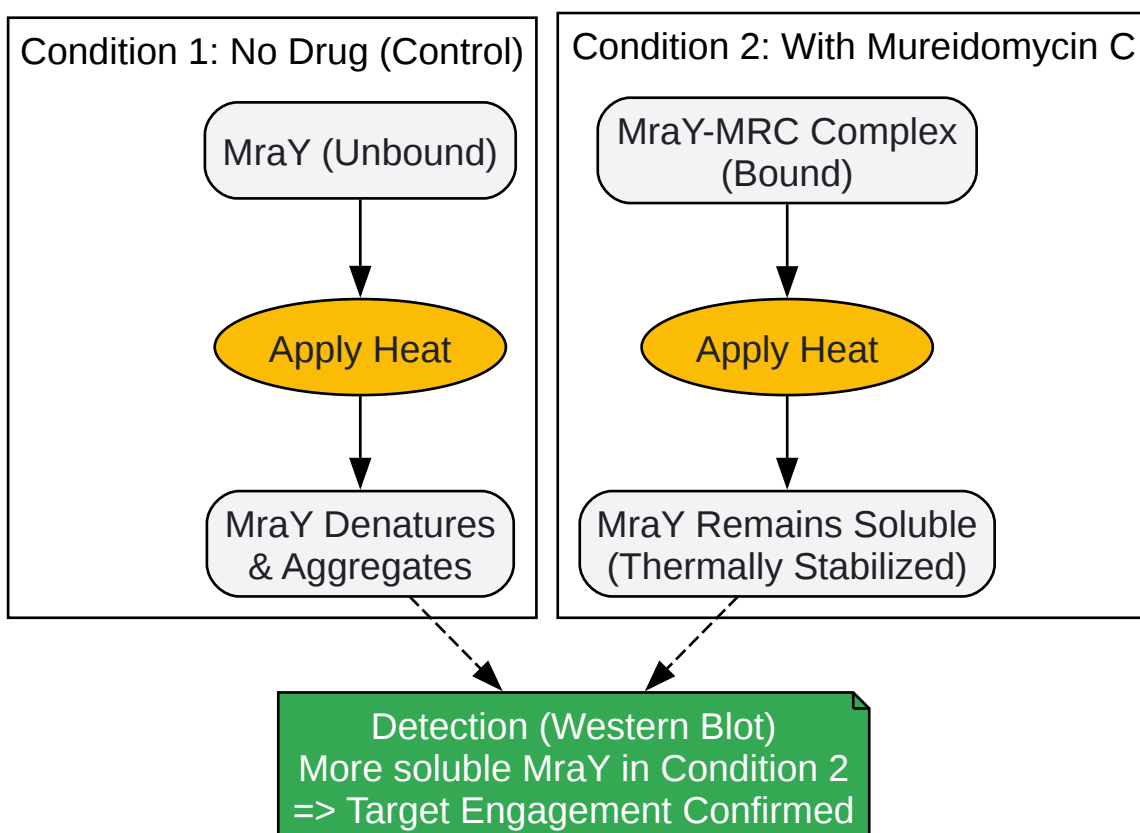 Condition 1: No Drug (Control)
MraY (Unbound)
Apply Heat
MraY Denatures
& Aggregates
Condition 2: With Mureidomycin C
MraY-MRC Complex
(Bound)
Apply Heat
MraY Remains Soluble
(Thermally Stabilized)
Detection (Western Blot)
More soluble MraY in Condition 2
=> Target Engagement Confirmed